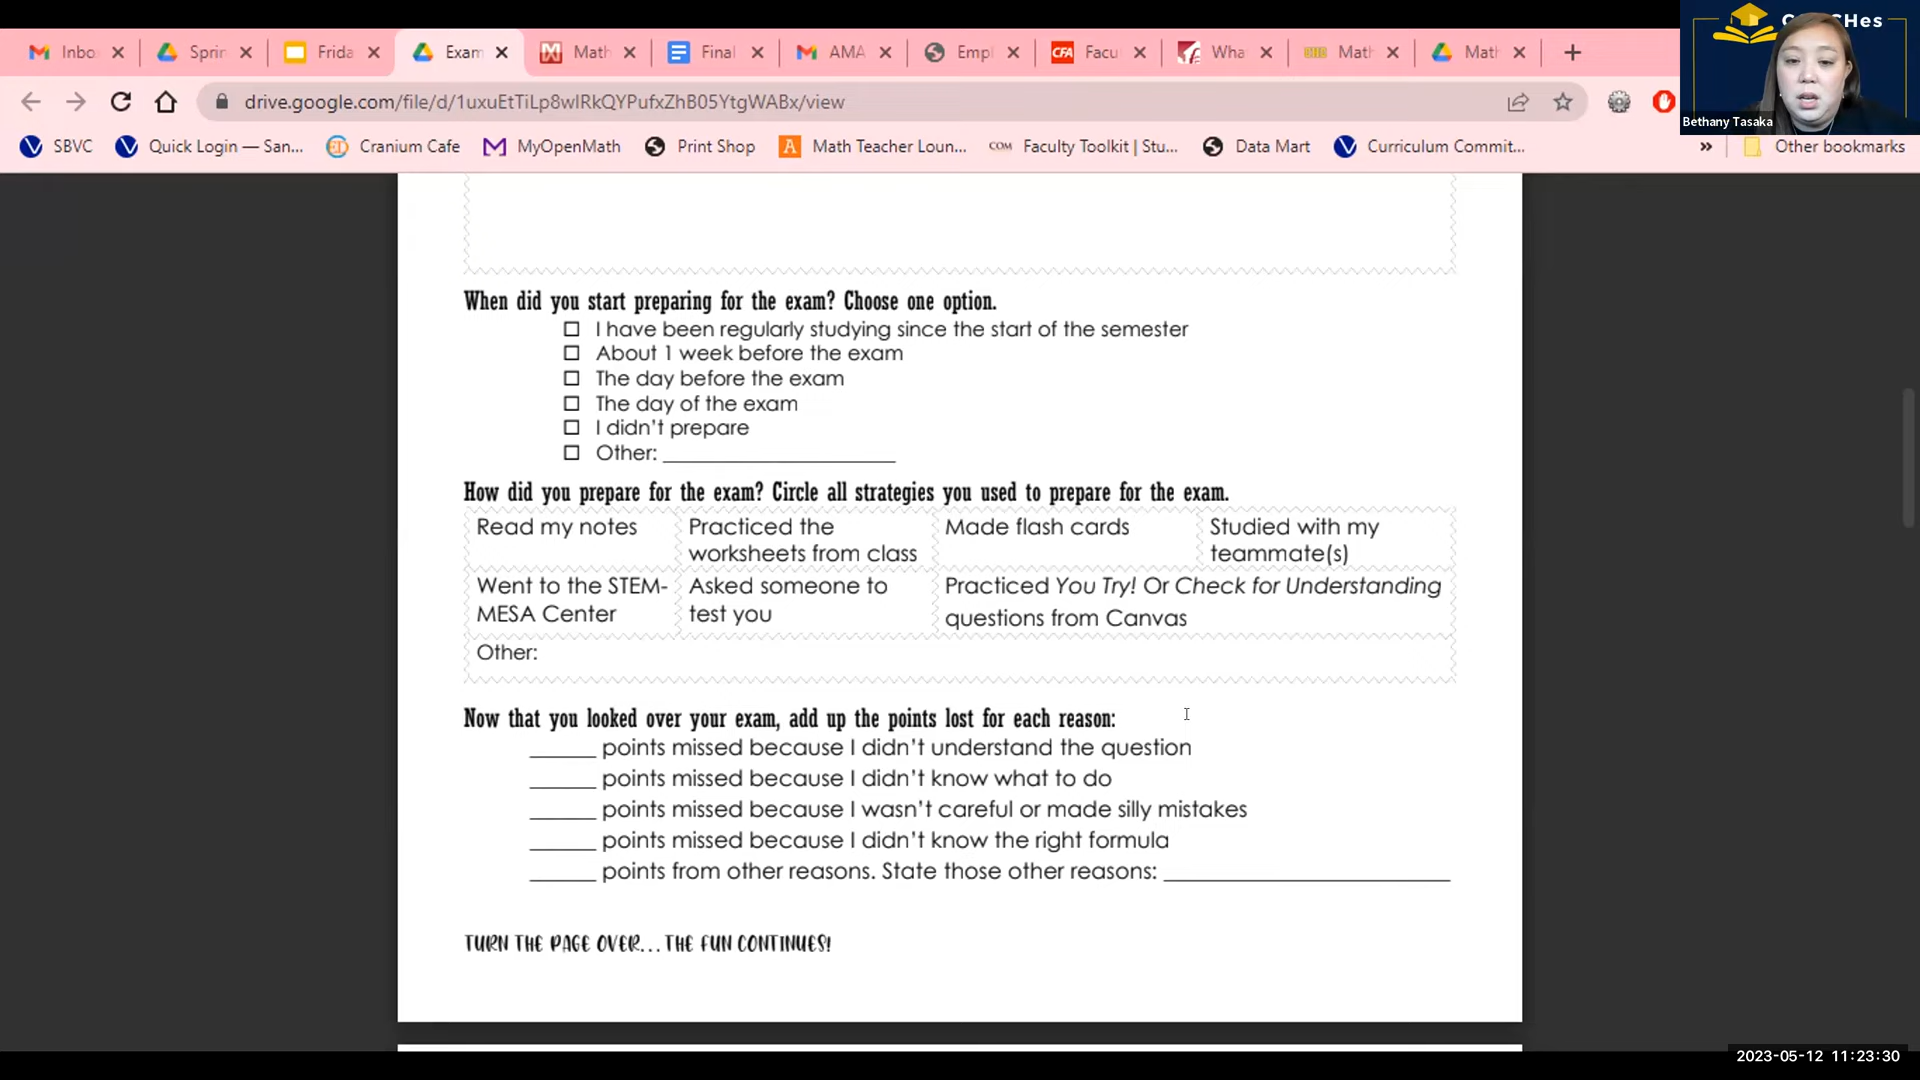 Inbo
Sprin
Frida
Exam
Math
Final
AMA
Empl
CFA
Facu
Wha
Math
Math
drive.google.com/file/d/1uxuEtTiLp8wIRkQYPufxZhB05YtgWABx/view
Bethany Tasaka
SBVC
Quick Login — San...
Cranium Cafe
MyOpenMath
Print Shop
Math Teacher Loun...
COM
Faculty Toolkit | Stu...
Data Mart
Curriculum Commit...
»
Other bookmarks
When did you start preparing for the exam? Choose one option.
☐ I have been regularly studying since the start of the semester
☐ About 1 week before the exam
☐ The day before the exam
☐ The day of the exam
☐ I didn't prepare
☐ Other: ____________________
How did you prepare for the exam? Circle all strategies you used to prepare for the exam.
Read my notes
Practiced the
worksheets from class
Made flash cards
Studied with my
teammate(s)
Went to the STEM-
MESA Center
Asked someone to
test you
Practiced You Try! Or Check for Understanding
questions from Canvas
Other:
Now that you looked over your exam, add up the points lost for each reason:
______ points missed because I didn't understand the question
______ points missed because I didn't know what to do
______ points missed because I wasn't careful or made silly mistakes
______ points missed because I didn't know the right formula
______ points from other reasons. State those other reasons: _________________________
TURN THE PAGE OVER...THE FUN CONTINUES!
2023-05-12 11:23:30